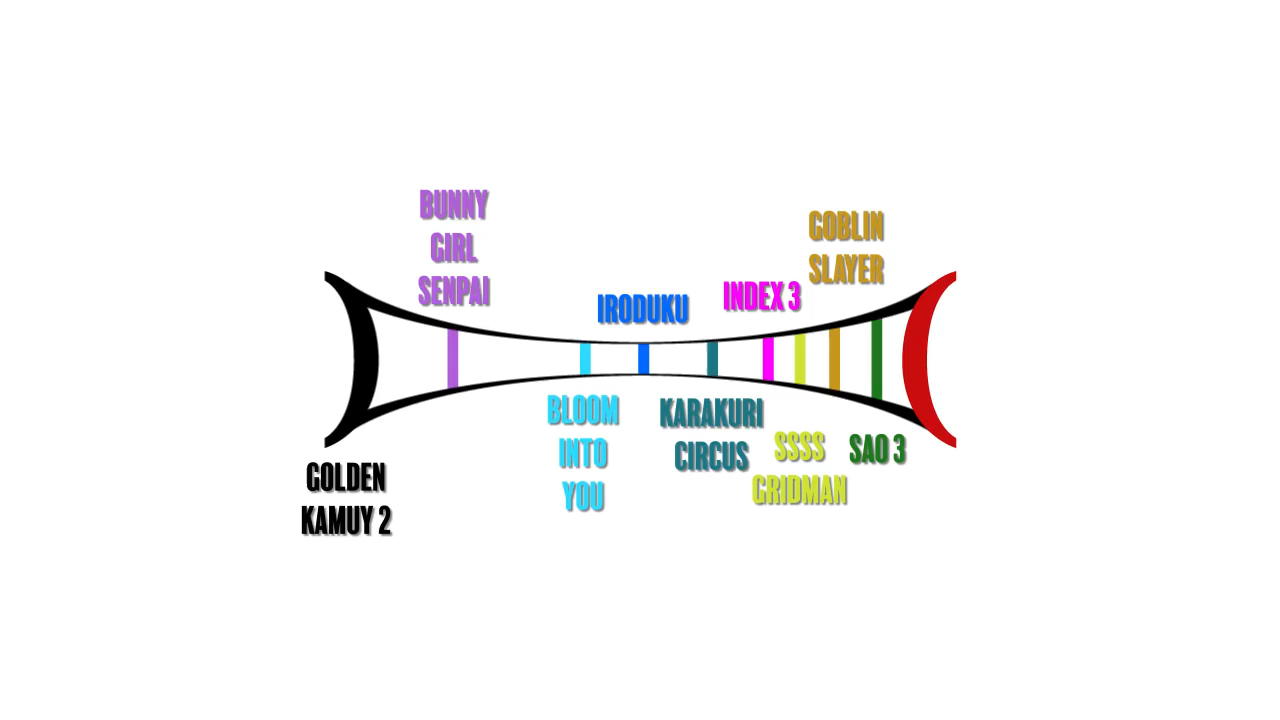 BUNNY
GIRL
SENPAI
GOBLIN
SLAYER
IRODUKU
INDEX 3
BLOOM
INTO
YOU
KARAKURI
CIRCUS
SSSS
GRIDMAN
SAO 3
GOLDEN
KAMUY 2